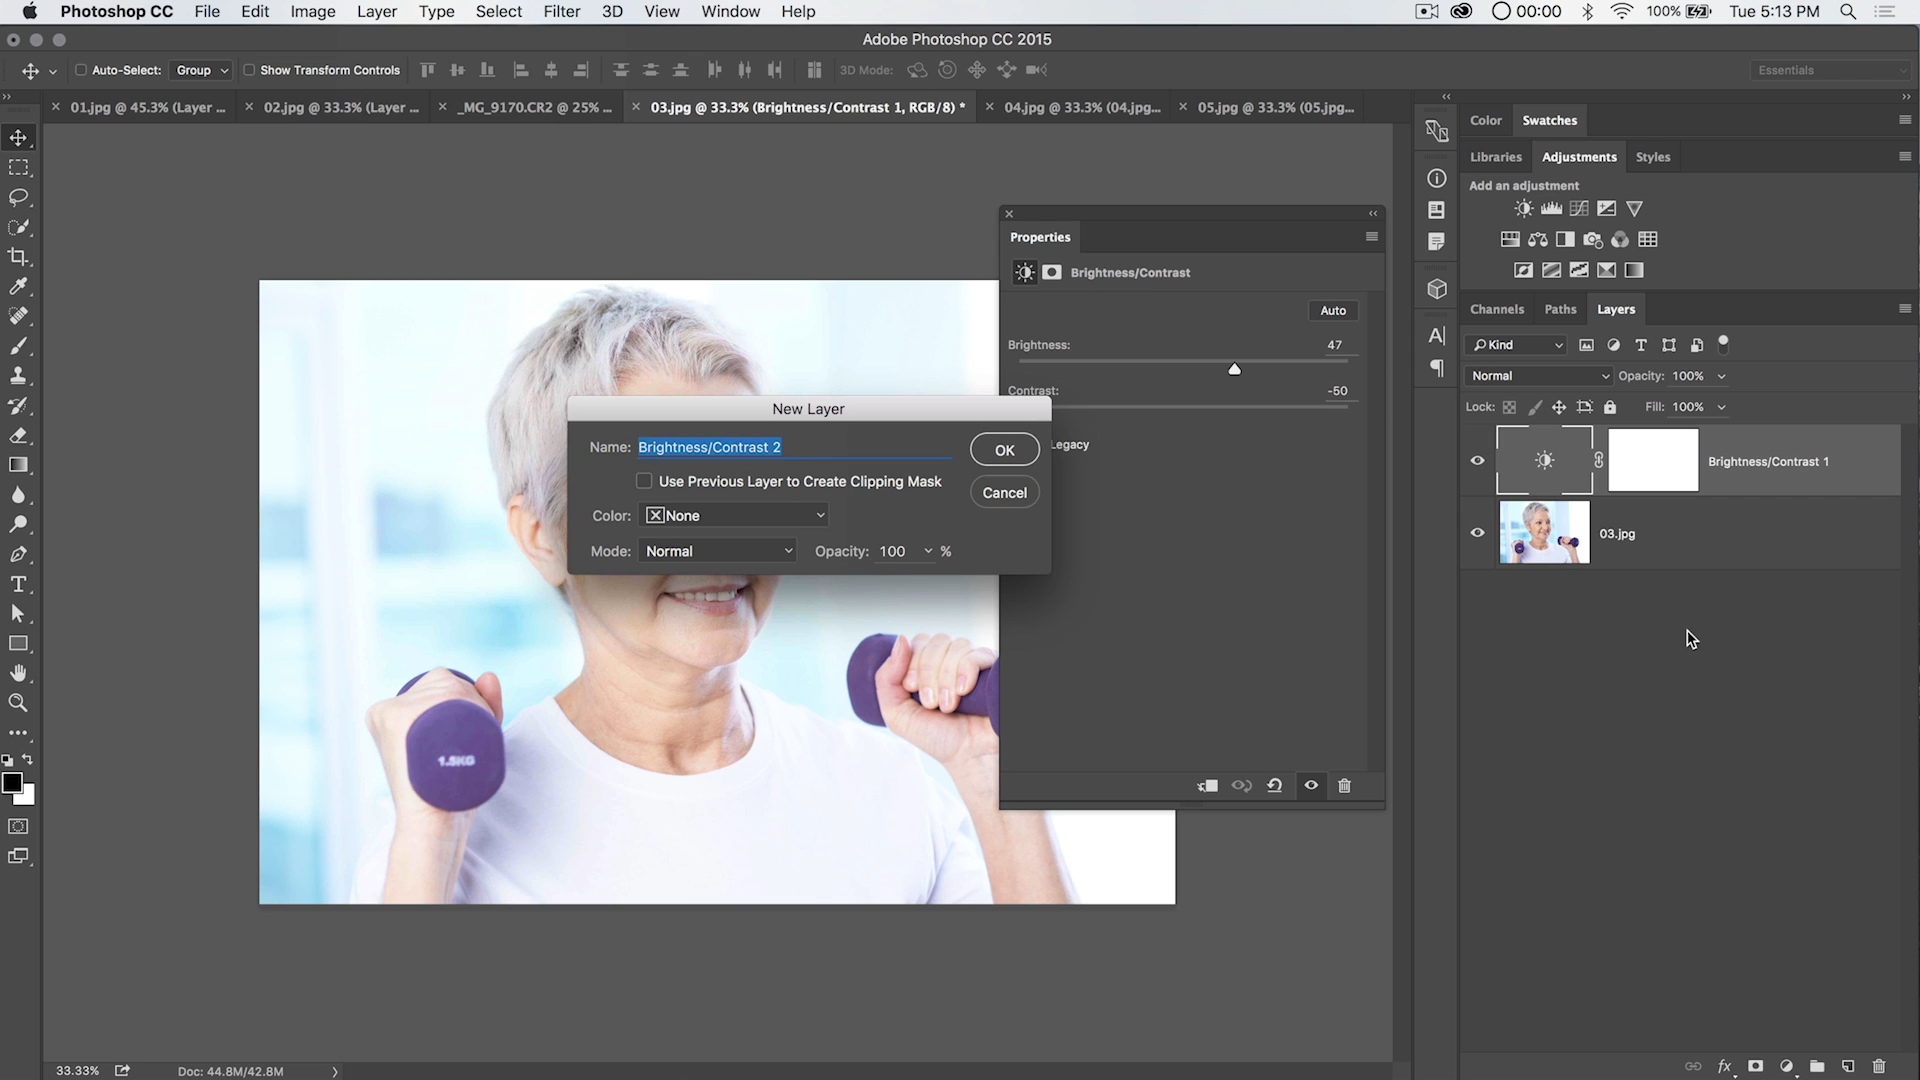 Photoshop CC File Edit Image Layer Type Select Filter 3D View Window Help 00:00 100% Tue 5:13 PM
Adobe Photoshop CC 2015
Auto-Select: Group Show Transform Controls 3D Mode: Essentials
01.jpg @ 45.3% (Layer ... 02.jpg @ 33.3% (Layer ... _MG_9170.CR2 @ 25% ... 03.jpg @ 33.3% (Brightness/Contrast 1, RGB/8) * 04.jpg @ 33.3% (04.jpg... 05.jpg @ 33.3% (05.jpg...
Color Swatches
Libraries Adjustments Styles
Add an adjustment
Properties
Brightness/Contrast
Auto
Brightness: 47
Contrast: -50
Legacy
New Layer
Name: Brightness/Contrast 2
OK
Use Previous Layer to Create Clipping Mask
Cancel
Color: None
Mode: Normal Opacity: 100 %
1.5KG
Channels Paths Layers
Kind
Normal Opacity: 100%
Lock: Fill: 100%
Brightness/Contrast 1
03.jpg
fx
33.33% Doc: 44.8M/42.8M